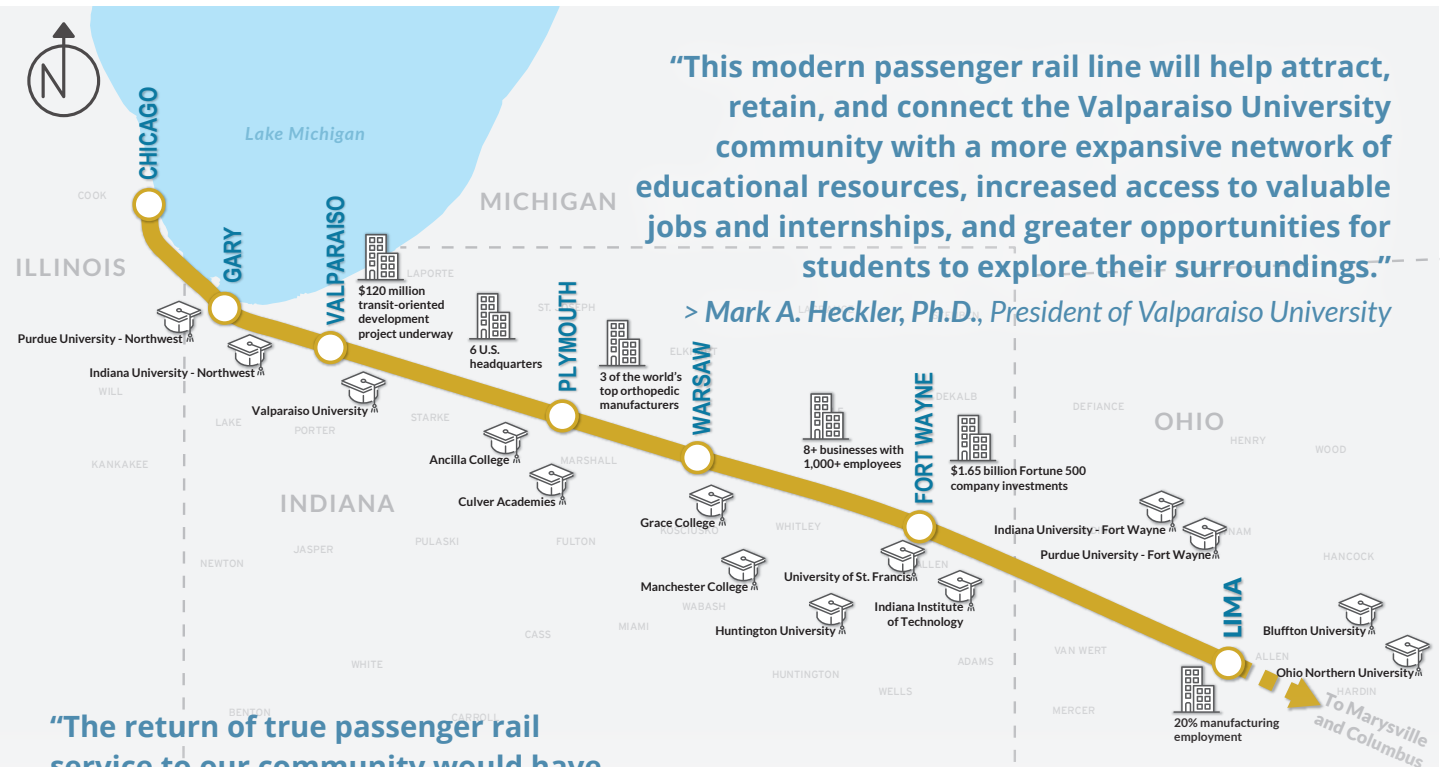 N
“This modern passenger rail line will help attract,
retain, and connect the Valparaiso University
community with a more expansive network of
educational resources, increased access to valuable
jobs and internships, and greater opportunities for
students to explore their surroundings.”
> Mark A. Heckler, Ph.D., President of Valparaiso University
Lake Michigan
MICHIGAN
ILLINOIS
INDIANA
OHIO
CHICAGO
GARY
VALPARAISO
PLYMOUTH
WARSAW
FORT WAYNE
LIMA
COOK
LAPORTE
ST. JOSEPH
ELKHART
DEKALB
DEFIANCE
HENRY
WOOD
WILL
LAKE
PORTER
STARKE
MARSHALL
KANKAKEE
KOSCIUSKO
WHITLEY
ALLEN
HANCOCK
NEWTON
JASPER
PULASKI
FULTON
WABASH
MIAMI
CASS
WHITE
HUNTINGTON
WELLS
ADAMS
VAN WERT
MERCER
ALLEN
HARDIN
BENTON
CARROLL
$120 million
transit-oriented
development
project underway
6 U.S.
headquarters
3 of the world’s
top orthopedic
manufacturers
8+ businesses with
1,000+ employees
$1.65 billion Fortune 500
company investments
20% manufacturing
employment
Purdue University - Northwest
Indiana University - Northwest
Valparaiso University
Ancilla College
Culver Academies
Grace College
Manchester College
Huntington University
University of St. Francis
Indiana Institute
of Technology
Indiana University - Fort Wayne
Purdue University - Fort Wayne
Bluffton University
Ohio Northern University
To Marysville
and Columbus
“The return of true passenger rail
service to our community would have